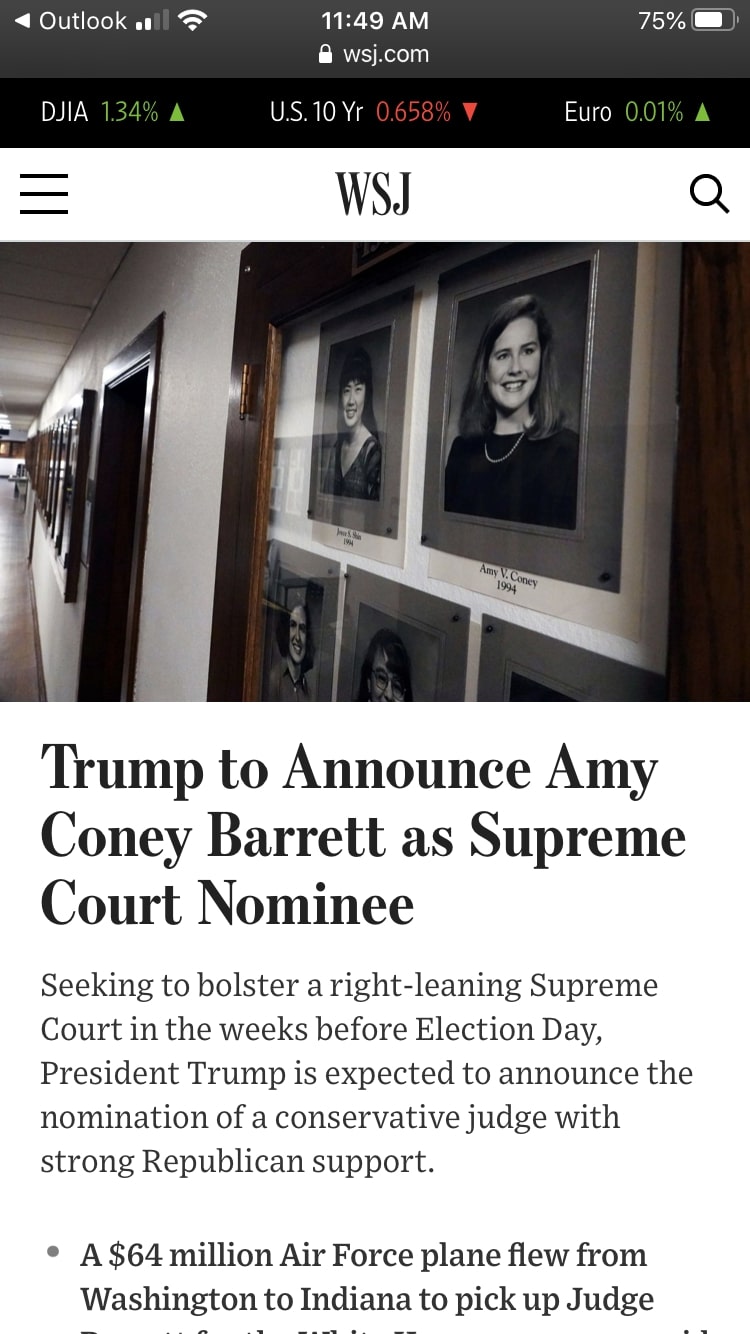 ◀ Outlook 11:49 AM 75%
wsj.com
DJIA 1.34% ▲ U.S. 10 Yr 0.658% ▼ Euro 0.01% ▲
WSJ
Joyce S. Shin
1994
Amy V. Coney
1994
Trump to Announce Amy
Coney Barrett as Supreme
Court Nominee
Seeking to bolster a right-leaning Supreme
Court in the weeks before Election Day,
President Trump is expected to announce the
nomination of a conservative judge with
strong Republican support.
• A $64 million Air Force plane flew from
Washington to Indiana to pick up Judge